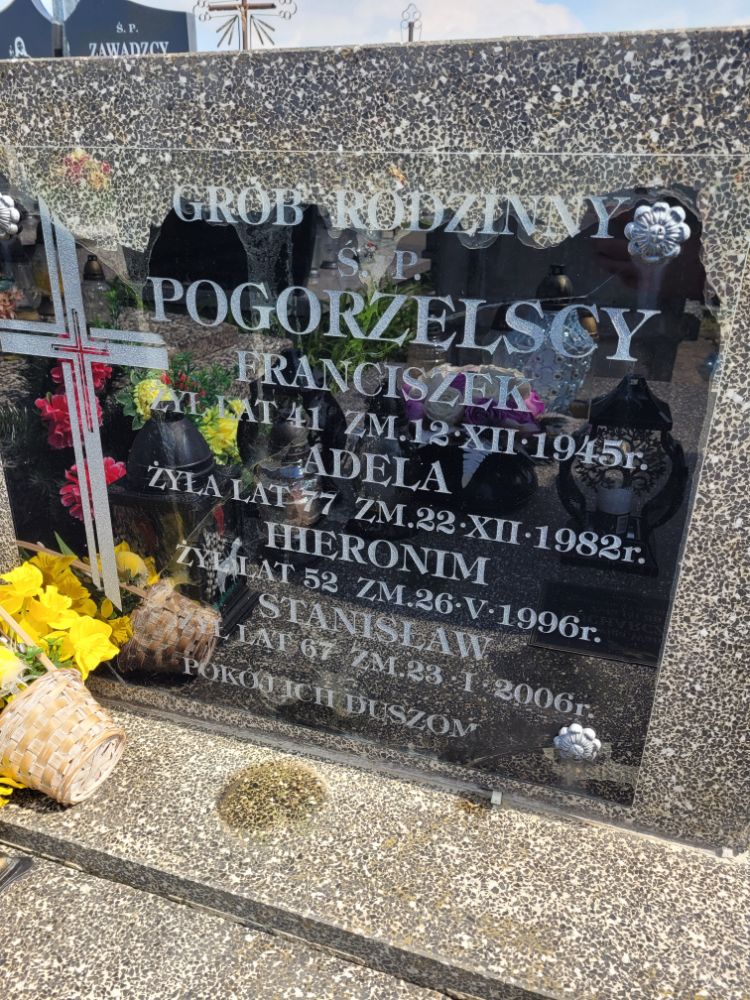 Ś. P.
ZAWADZCY
GRÓB RODZINNY
Ś. P.
POGORZELSCY
FRANCISZEK
ŻYŁ LAT 41 ZM.12·XII·1945r.
ADELA
ŻYŁA LAT 77 ZM.22·XII·1982r.
HIERONIM
ŻYŁ LAT 52 ZM.26·V·1996r.
STANISŁAW
ŻYŁ LAT 67 ZM.23·I·2006r.
POKÓJ ICH DUSZOM